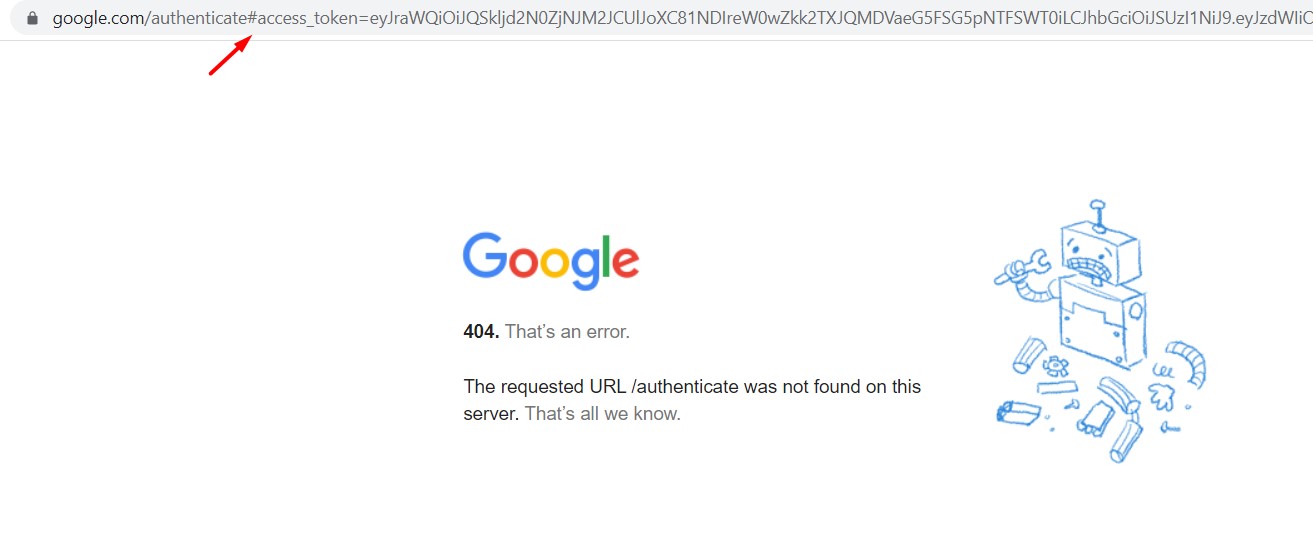 google.com/authenticate#access_token=eyJraWQiOiJQSkljd2N0ZjNJM2JCUlJoXC81NDIreW0wZkk2TXJQMDVaeG5FSG5pNTFSWT0iLCJhbGciOiJSUzI1NiJ9.eyJzdWIiO
Google
404. That’s an error.
The requested URL /authenticate was not found on this
server. That’s all we know.